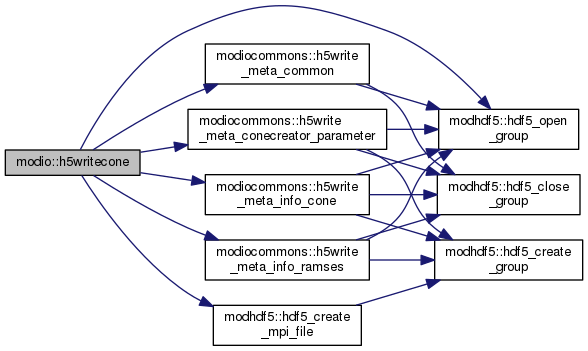 modio::h5writecone
modiocommons::h5write
_meta_common
modiocommons::h5write
_meta_conecreator_parameter
modiocommons::h5write
_meta_info_cone
modiocommons::h5write
_meta_info_ramses
modhdf5::hdf5_create
_mpi_file
modhdf5::hdf5_open
_group
modhdf5::hdf5_close
_group
modhdf5::hdf5_create
_group